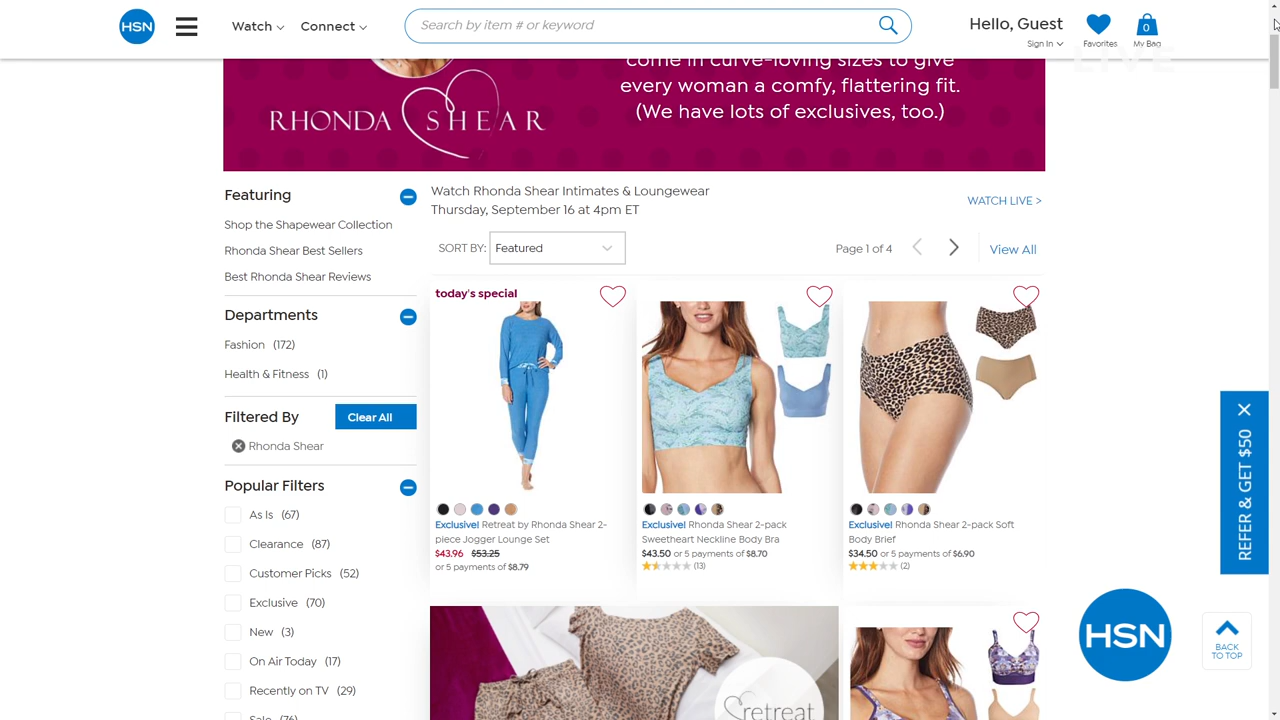 HSN
Watch
Connect
Search by item # or keyword
Hello, Guest
Sign In
Favorites
0
My Bag
LIVE
come in curve-loving sizes to give
every woman a comfy, flattering fit.
(We have lots of exclusives, too.)
RHONDA SHEAR
Featuring
Shop the Shapewear Collection
Rhonda Shear Best Sellers
Best Rhonda Shear Reviews
Departments
Fashion (172)
Health & Fitness (1)
Filtered By
Clear All
Rhonda Shear
Popular Filters
As Is (67)
Clearance (87)
Customer Picks (52)
Exclusive (70)
New (3)
On Air Today (17)
Recently on TV (29)
Sale (76)
Watch Rhonda Shear Intimates & Loungewear
Thursday, September 16 at 4pm ET
WATCH LIVE >
SORT BY: Featured
Page 1 of 4
View All
today's special
Exclusive! Retreat by Rhonda Shear 2-
piece Jogger Lounge Set
$43.96 $53.25
or 5 payments of $8.79
Exclusive! Rhonda Shear 2-pack
Sweetheart Neckline Body Bra
$43.50 or 5 payments of $8.70
(13)
Exclusive! Rhonda Shear 2-pack Soft
Body Brief
$34.50 or 5 payments of $6.90
(2)
retreat
REFER & GET $50
HSN
BACK
TO TOP